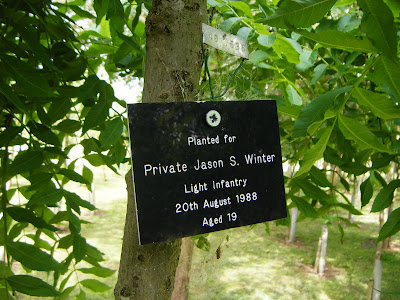 Planted for
Private Jason S. Winter
Light Infantry
20th August 1988
Aged 19